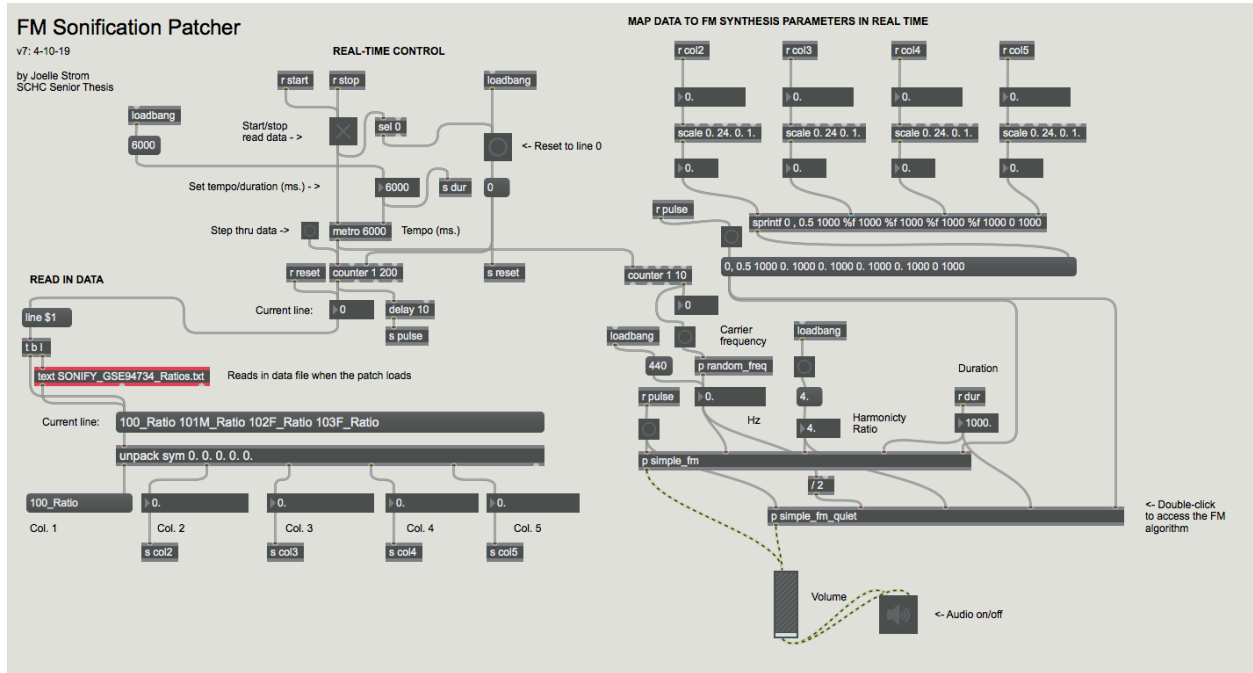 FM Sonification Patcher
v7: 4-10-19
by Joelle Strom
SCHC Senior Thesis
REAL-TIME CONTROL
r start
r stop
loadbang
loadbang
6000
Start/stop
read data ->
sel 0
<- Reset to line 0
Set tempo/duration (ms.) ->
6000
s dur
0
Step thru data ->
metro 6000
Tempo (ms.)
r reset
counter 1 200
s reset
Current line:
0
delay 10
s pulse
READ IN DATA
line $1
t b l
text SONIFY_GSE94734_Ratios.txt
Reads in data file when the patch loads
Current line:
100_Ratio 101M_Ratio 102F_Ratio 103F_Ratio
unpack sym 0. 0. 0. 0. 0.
100_Ratio
0.
0.
0.
0.
Col. 1
Col. 2
Col. 3
Col. 4
Col. 5
s col2
s col3
s col4
s col5
MAP DATA TO FM SYNTHESIS PARAMETERS IN REAL TIME
r col2
r col3
r col4
r col5
0.
0.
0.
0.
scale 0. 24. 0. 1.
scale 0. 24. 0. 1.
scale 0. 24. 0. 1.
scale 0. 24. 0. 1.
0.
0.
0.
0.
r pulse
sprintf 0 , 0.5 1000 %f 1000 %f 1000 %f 1000 %f 1000 0 1000
0, 0.5 1000 0. 1000 0. 1000 0. 1000 0. 1000 0 1000
counter 1 10
0
loadbang
Carrier
frequency
loadbang
440
p random_freq
r pulse
0.
Hz
4.
4.
Harmonicty
Ratio
Duration
r dur
1000.
p simple_fm
/ 2
p simple_fm_quiet
<- Double-click
to access the FM
algorithm
Volume
<- Audio on/off